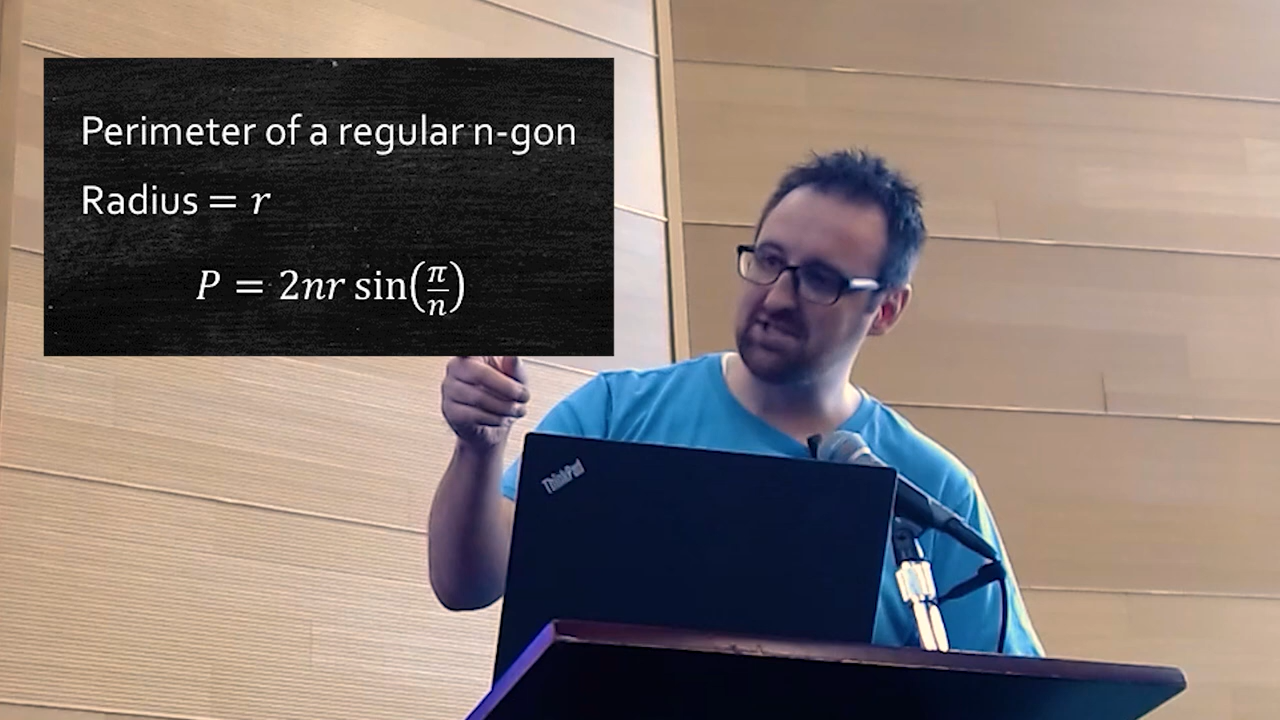 Perimeter of a regular n-gon
Radius = r
P = 2nr sin(π/n)
ThinkPad